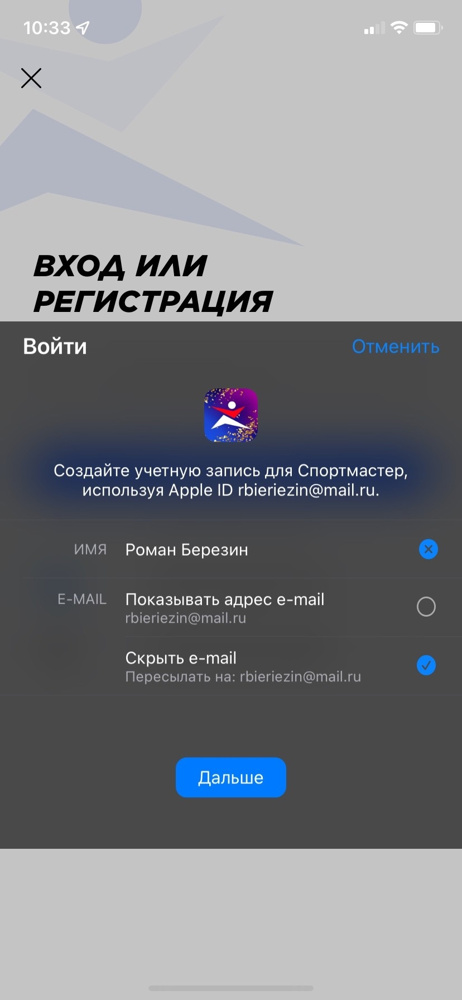 10:33
ВХОД ИЛИ
РЕГИСТРАЦИЯ
Войти
Отменить
Создайте учетную запись для Спортмастер,
используя Apple ID rbieriezin@mail.ru.
ИМЯ
Роман Березин
E-MAIL
Показывать адрес e-mail
rbieriezin@mail.ru
Скрыть e-mail
Пересылать на: rbieriezin@mail.ru
Дальше